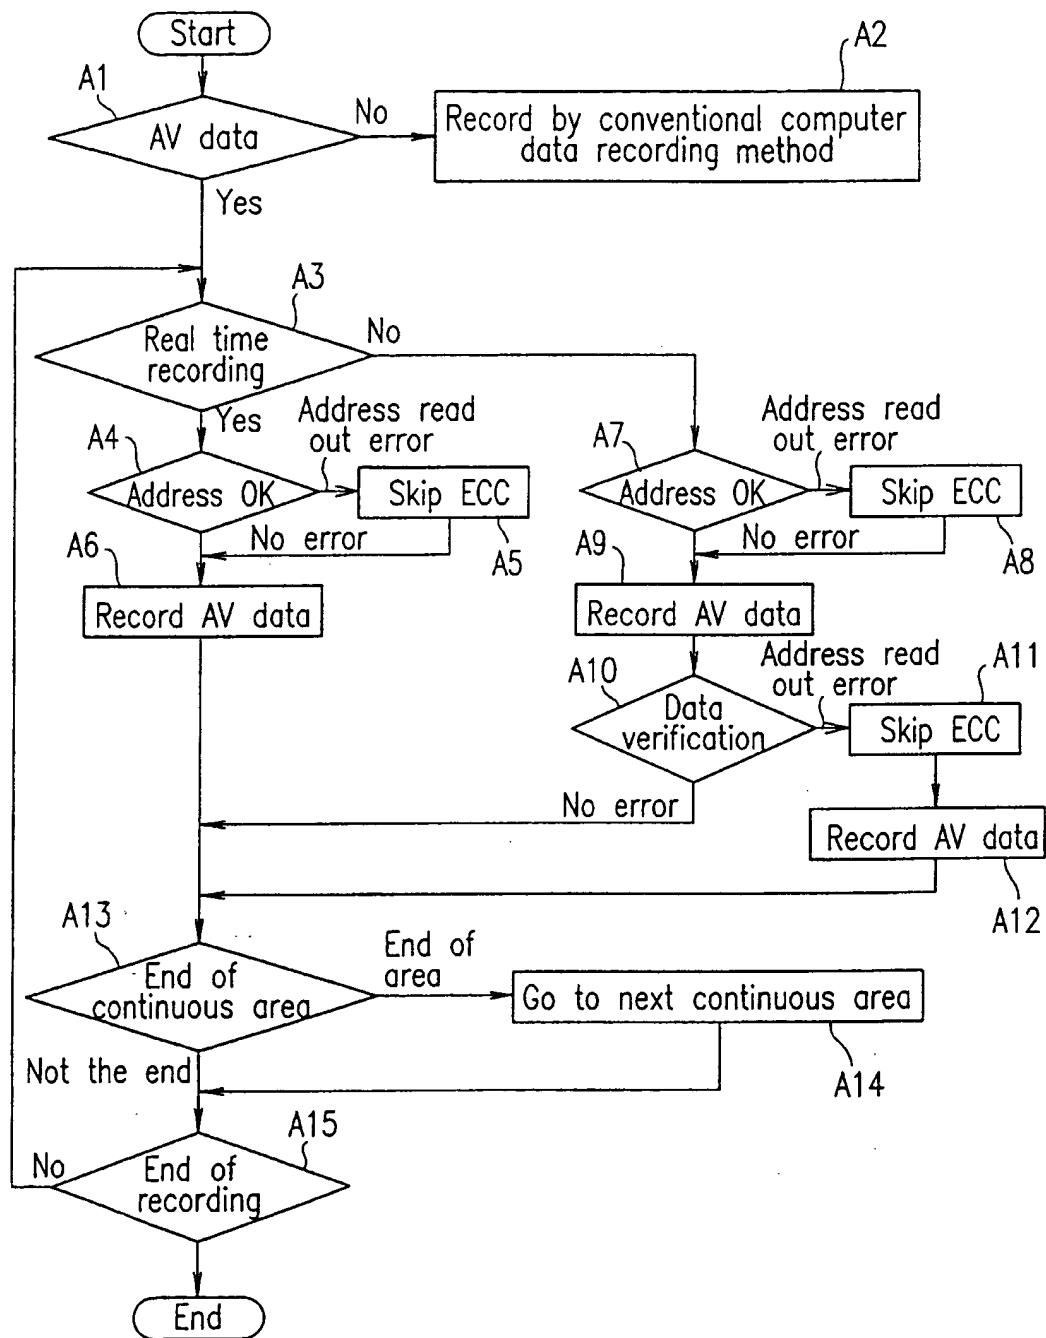 Start
A1
A2
AV data
No
Record by conventional computer
data recording method
Yes
A3
Real time
recording
No
Yes
Address read
out error
A4
Address OK
Skip ECC
A5
No error
A6
Record AV data
Address read
out error
A7
Address OK
Skip ECC
A8
No error
A9
Record AV data
A10
Data
verification
Address read
out error
A11
Skip ECC
No error
Record AV data
A12
A13
End of
continuous area
End of
area
Go to next continuous area
A14
Not the end
A15
End of
recording
No
End